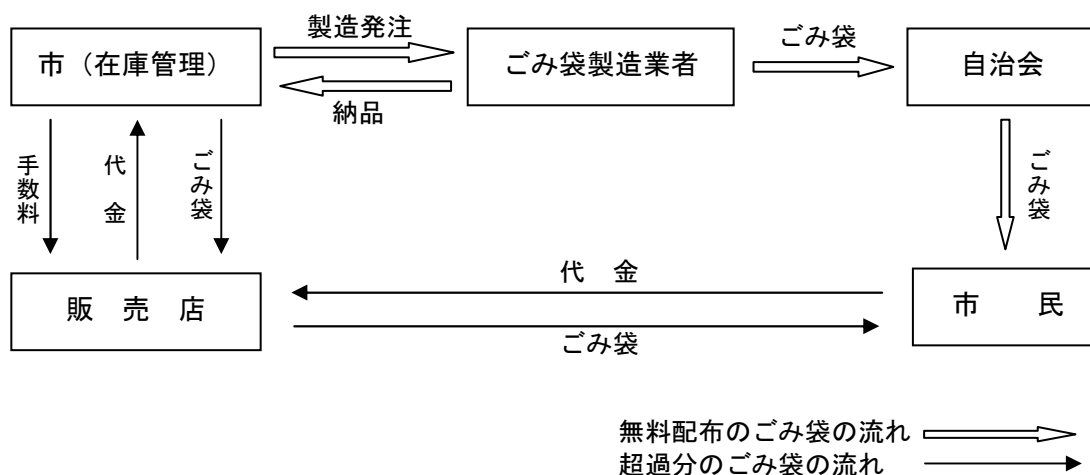 製造発注
市（在庫管理）
ごみ袋製造業者
ごみ袋
自治会
納品
手数料
代 金
ごみ袋
ごみ袋
販 売 店
代 金
ごみ袋
市 民
無料配布のごみ袋の流れ
超過分のごみ袋の流れ